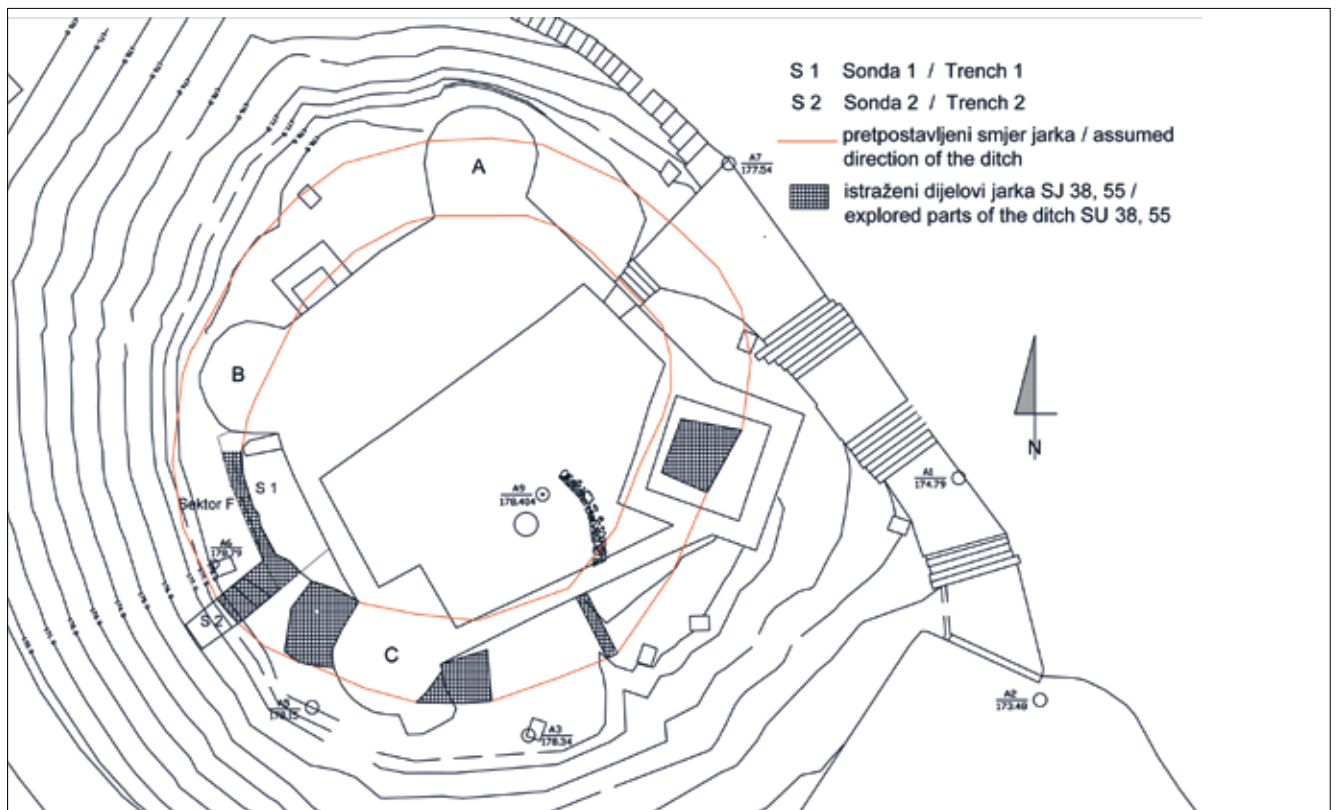 S 1 Sonda 1 / Trench 1
S 2 Sonda 2 / Trench 2
pretpostavljeni smjer jarka / assumed
direction of the ditch
istraženi dijelovi jarka SJ 38, 55 /
explored parts of the ditch SU 38, 55
A
A7
177.54
B
N
S 1
Sektor F
A9
178.404
A1
174.79
A6
178.79
S 2
C
A2
173.48
A3
178.34